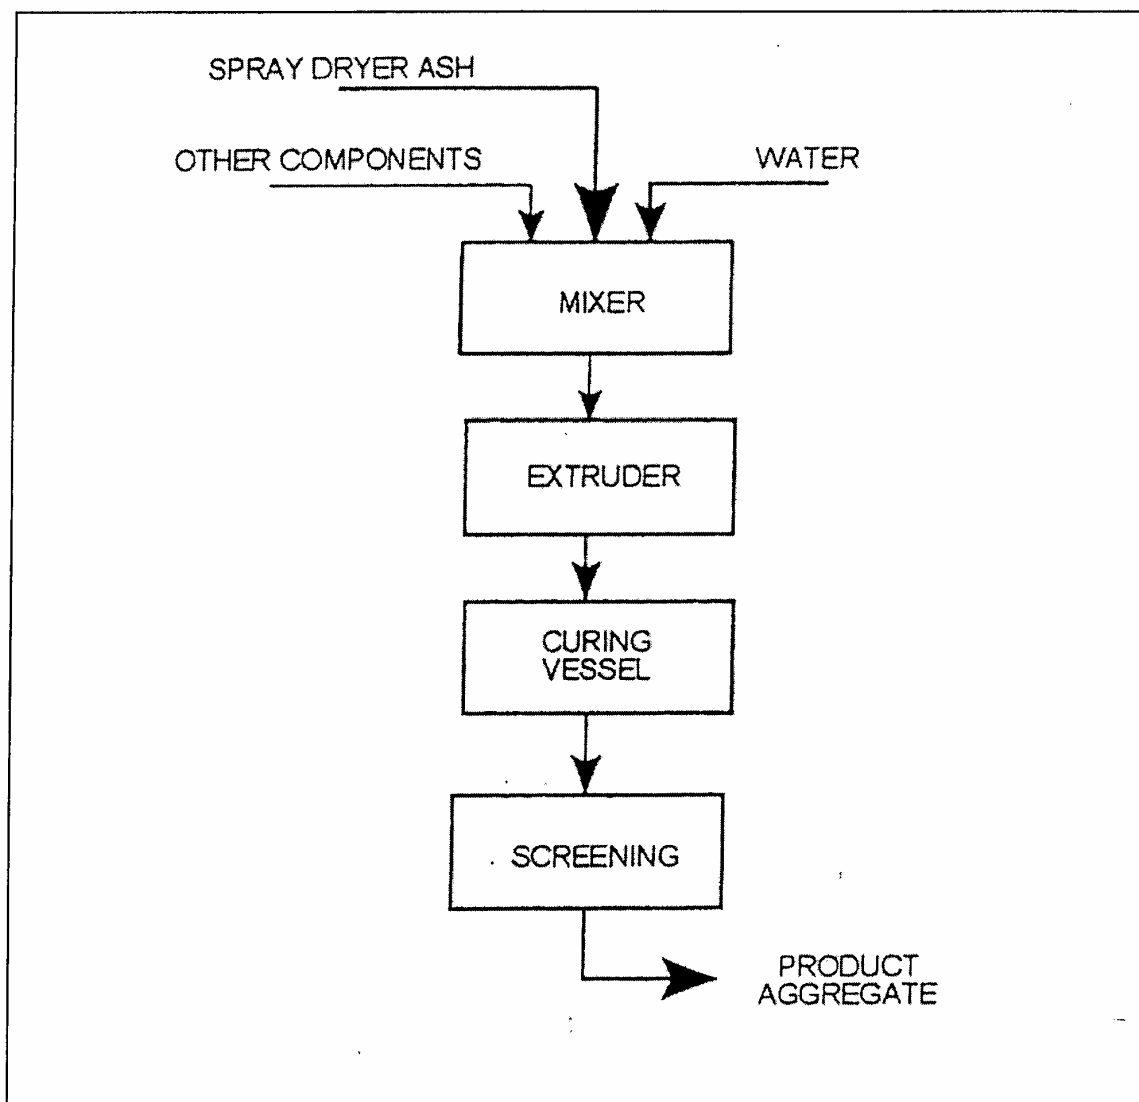 SPRAY DRYER ASH
OTHER COMPONENTS
WATER
MIXER
EXTRUDER
CURING
VESSEL
SCREENING
PRODUCT
AGGREGATE